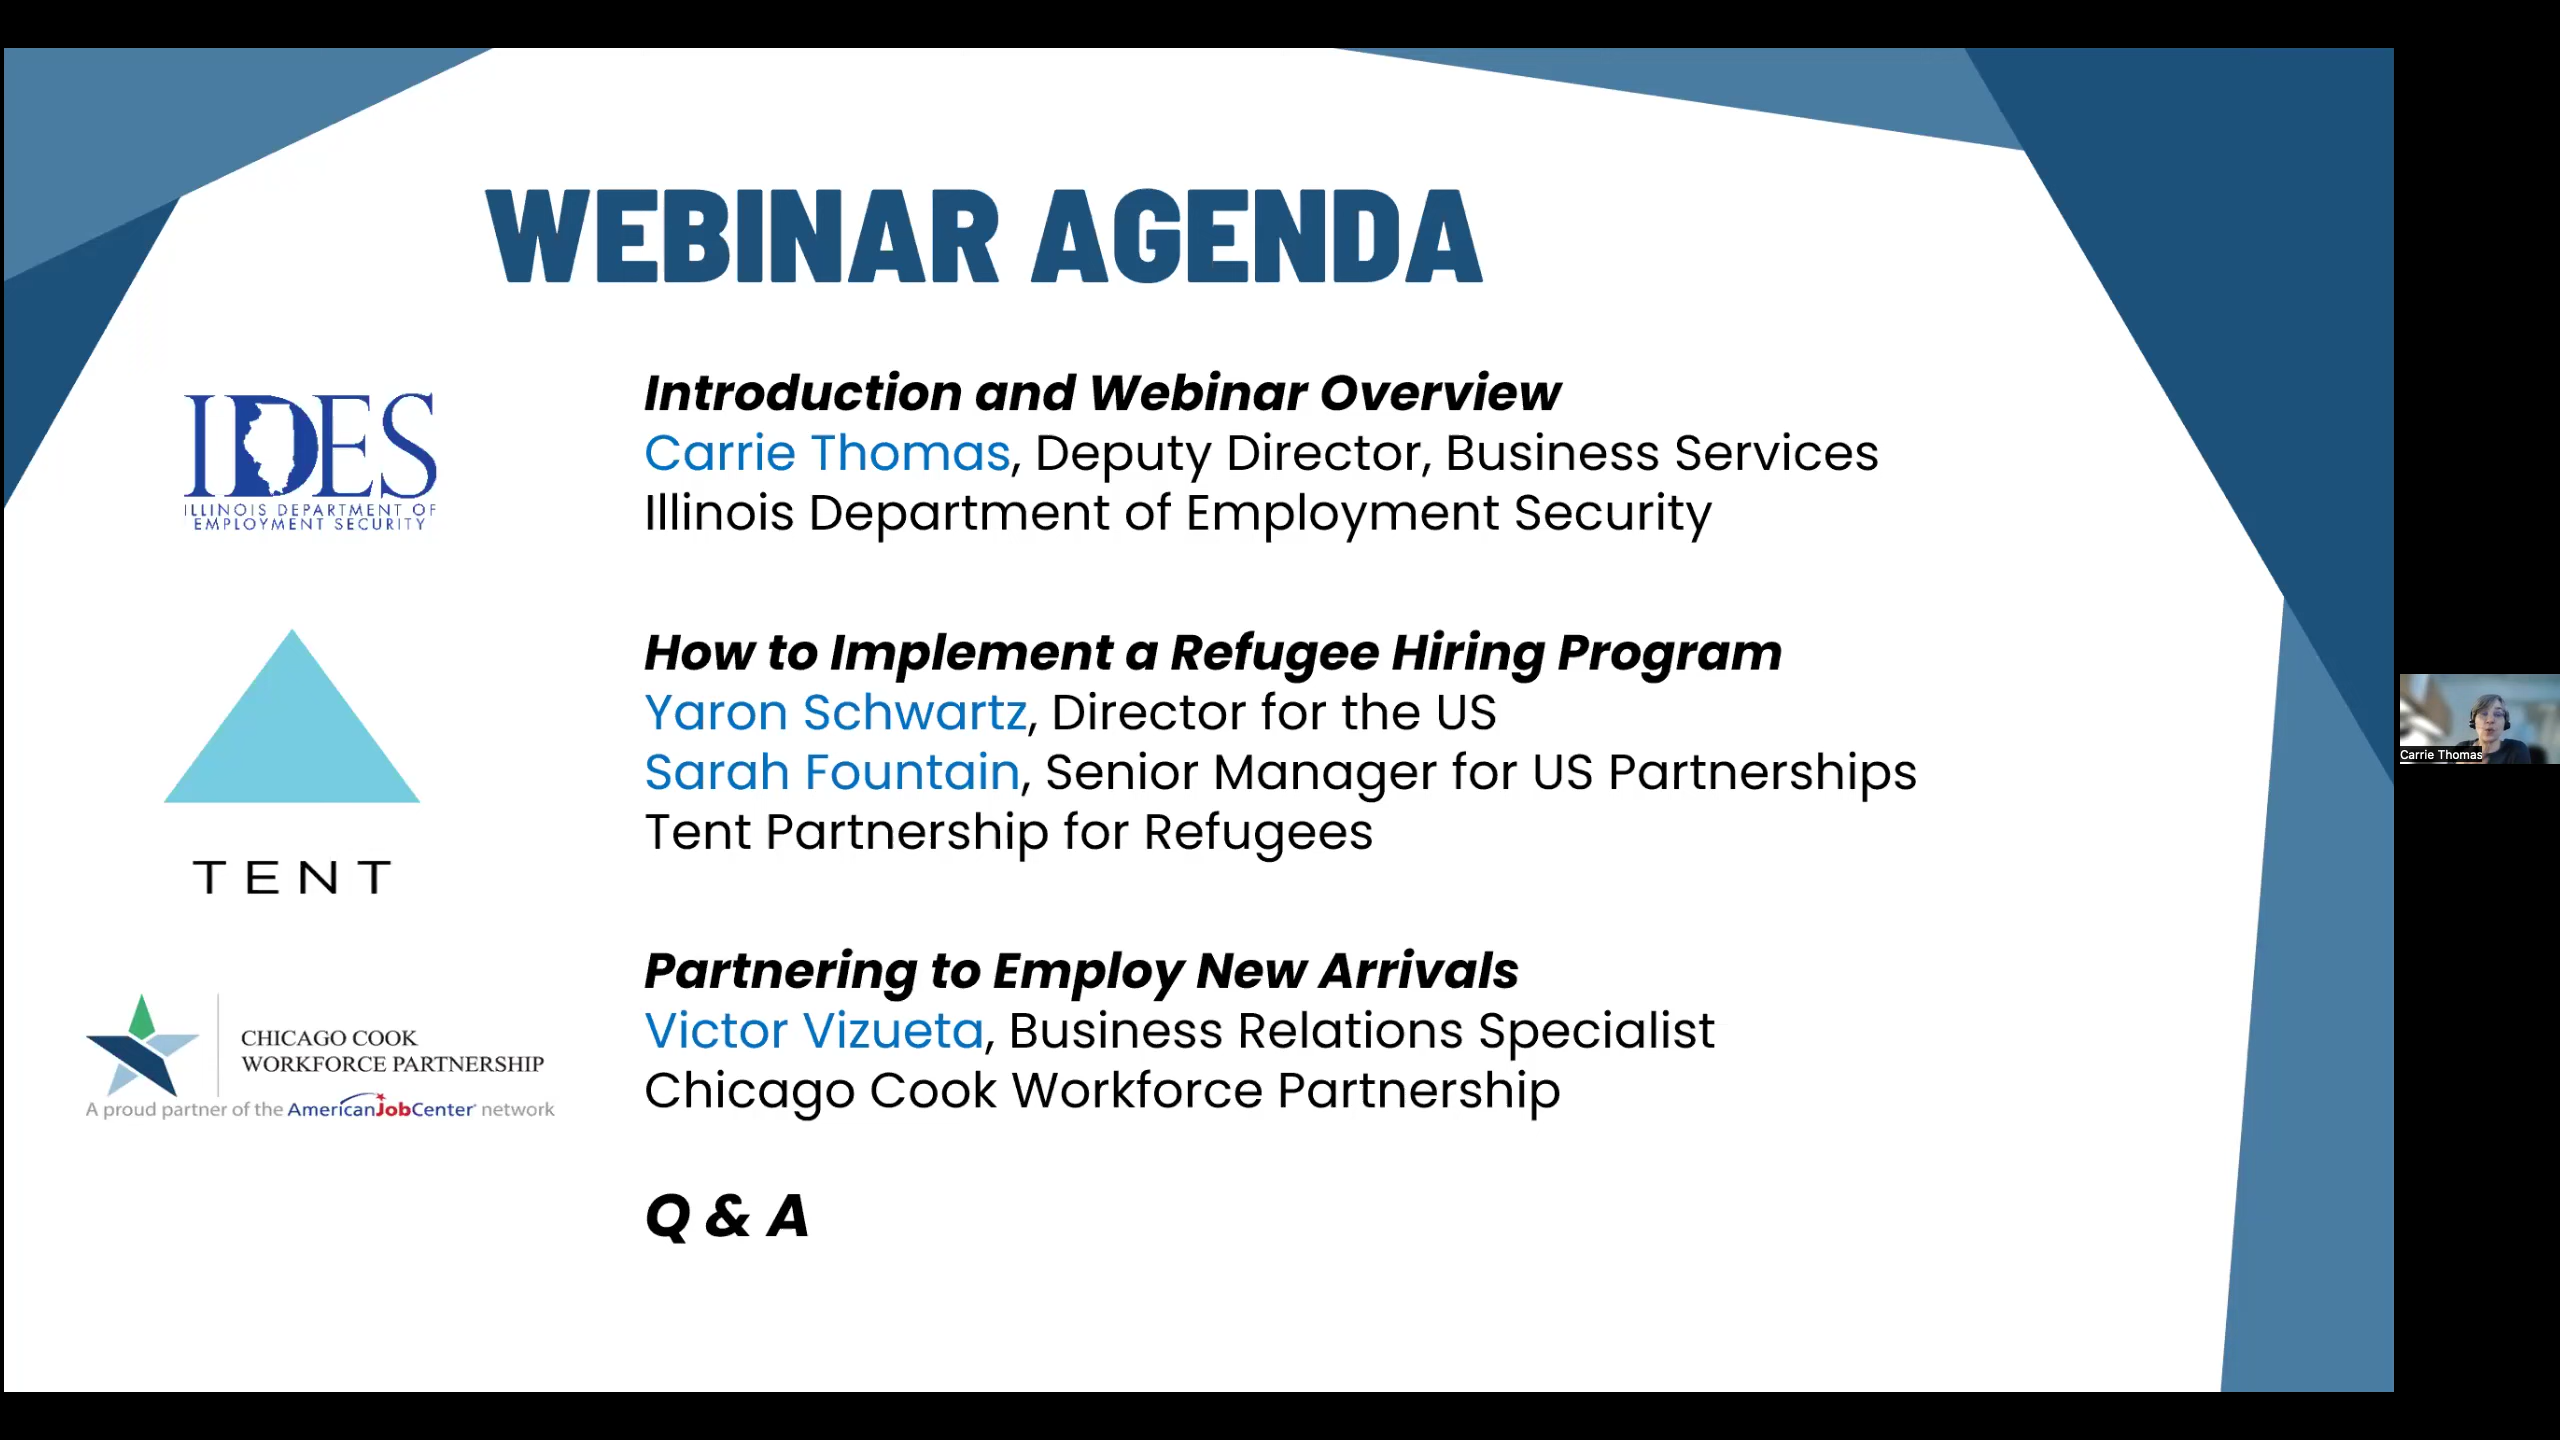 WEBINAR AGENDA
IDES
ILLINOIS DEPARTMENT OF
EMPLOYMENT SECURITY
Introduction and Webinar Overview
Carrie Thomas, Deputy Director, Business Services
Illinois Department of Employment Security
TENT
How to Implement a Refugee Hiring Program
Yaron Schwartz, Director for the US
Sarah Fountain, Senior Manager for US Partnerships
Tent Partnership for Refugees
CHICAGO COOK
WORKFORCE PARTNERSHIP
A proud partner of the AmericanJobCenter network
Partnering to Employ New Arrivals
Victor Vizueta, Business Relations Specialist
Chicago Cook Workforce Partnership
Q & A
Carrie Thomas